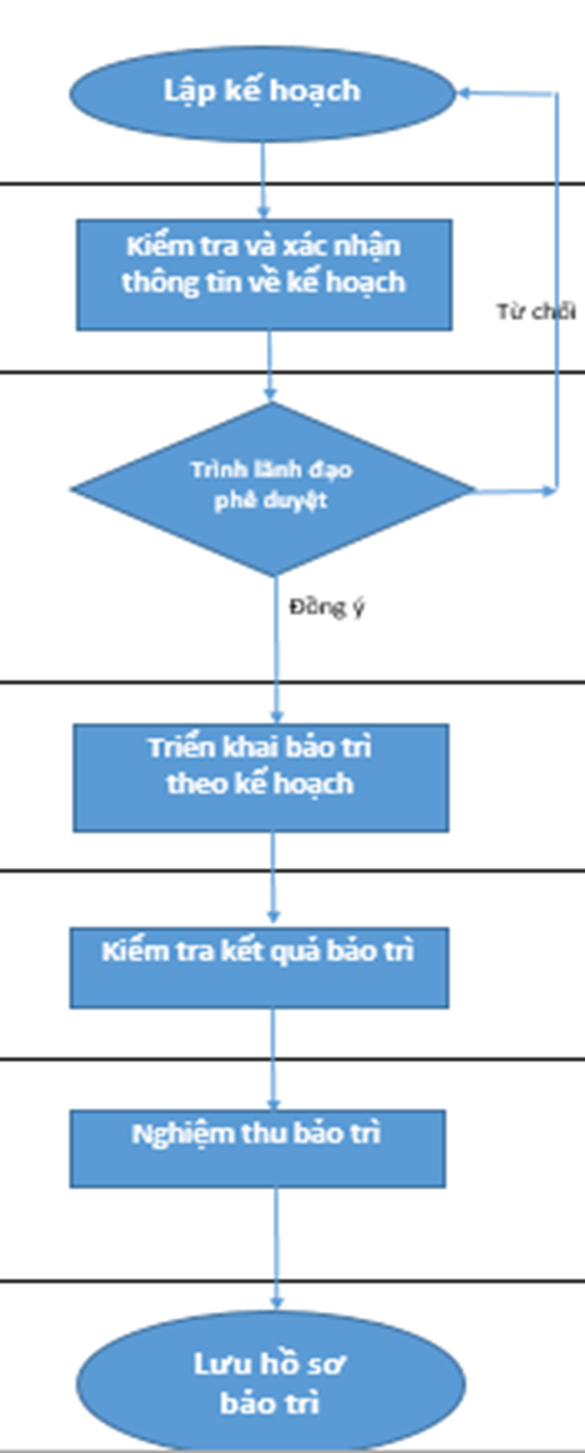 Lập kế hoạch
Kiểm tra và xác nhận
thông tin về kế hoạch
Từ chối
Trình lãnh đạo
phê duyệt
Đồng ý
Triển khai bảo trì
theo kế hoạch
Kiểm tra kết quả bảo trì
Nghiệm thu bảo trì
Lưu hồ sơ
bảo trì